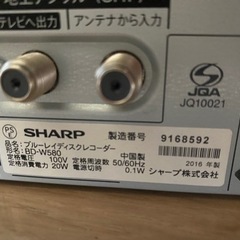 テレビへ出力
アンテナから入力
JQA
JQ10021
PS
E
SHARP
製造番号 9168592
品名 ブルーレイディスクレコーダー
形名 BD-W580
中国製
2016 年製
定格電圧 100V 定格周波数 50/60Hz
定格消費電力 20W 電源切時 0.1W
シャープ株式会社